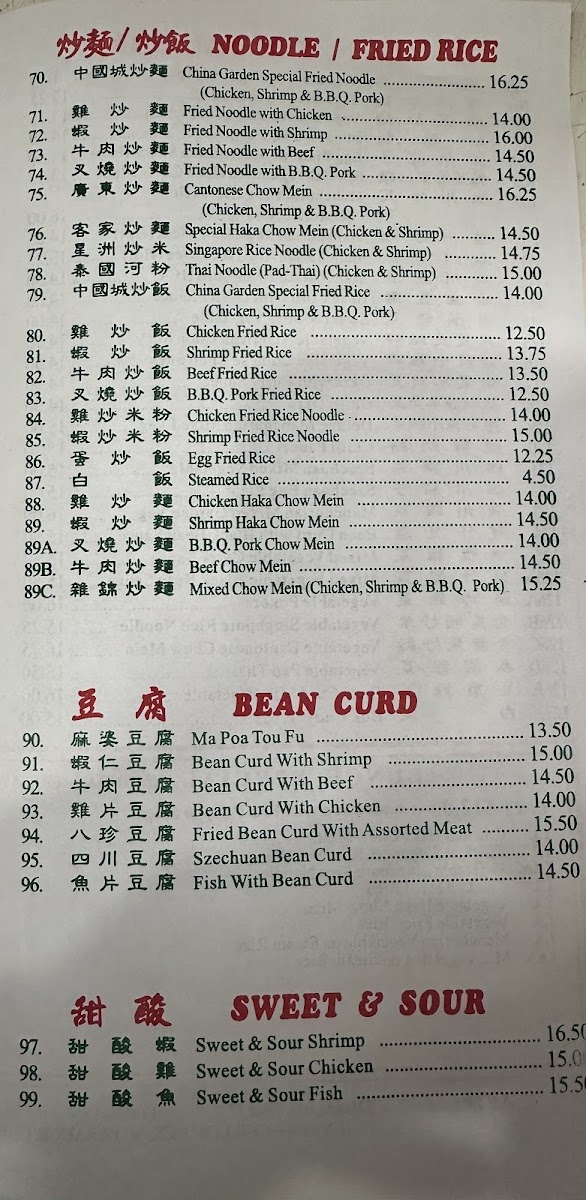 炒麵/炒飯 NOODLE / FRIED RICE
70. 中國城炒麵 China Garden Special Fried Noodle 16.25
(Chicken, Shrimp & B.B.Q. Pork)
71. 雞炒麵 Fried Noodle with Chicken 14.00
72. 蝦炒麵 Fried Noodle with Shrimp 16.00
73. 牛肉炒麵 Fried Noodle with Beef 14.50
74. 叉燒炒麵 Fried Noodle with B.B.Q. Pork 14.50
75. 廣東炒麵 Cantonese Chow Mein 16.25
(Chicken, Shrimp & B.B.Q. Pork)
76. 客家炒麵 Special Haka Chow Mein (Chicken & Shrimp) 14.50
77. 星洲炒米 Singapore Rice Noodle (Chicken & Shrimp) 14.75
78. 泰國河粉 Thai Noodle (Pad-Thai) (Chicken & Shrimp) 15.00
79. 中國城炒飯 China Garden Special Fried Rice 14.00
(Chicken, Shrimp & B.B.Q. Pork)
80. 雞炒飯 Chicken Fried Rice 12.50
81. 蝦炒飯 Shrimp Fried Rice 13.75
82. 牛肉炒飯 Beef Fried Rice 13.50
83. 叉燒炒飯 B.B.Q. Pork Fried Rice 12.50
84. 雞炒米粉 Chicken Fried Rice Noodle 14.00
85. 蝦炒米粉 Shrimp Fried Rice Noodle 15.00
86. 蛋炒飯 Egg Fried Rice 12.25
87. 白飯 Steamed Rice 4.50
88. 雞炒麵 Chicken Haka Chow Mein 14.00
89. 蝦炒麵 Shrimp Haka Chow Mein 14.50
89A. 叉燒炒麵 B.B.Q. Pork Chow Mein 14.00
89B. 牛肉炒麵 Beef Chow Mein 14.50
89C. 雜錦炒麵 Mixed Chow Mein (Chicken, Shrimp & B.B.Q. Pork) 15.25
豆腐 BEAN CURD
90. 麻婆豆腐 Ma Poa Tou Fu 13.50
91. 蝦仁豆腐 Bean Curd With Shrimp 15.00
92. 牛肉豆腐 Bean Curd With Beef 14.50
93. 雞片豆腐 Bean Curd With Chicken 14.00
94. 八珍豆腐 Fried Bean Curd With Assorted Meat 15.50
95. 四川豆腐 Szechuan Bean Curd 14.00
96. 魚片豆腐 Fish With Bean Curd 14.50
甜酸 SWEET & SOUR
97. 甜酸蝦 Sweet & Sour Shrimp 16.50
98. 甜酸雞 Sweet & Sour Chicken 15.0
99. 甜酸魚 Sweet & Sour Fish 15.5